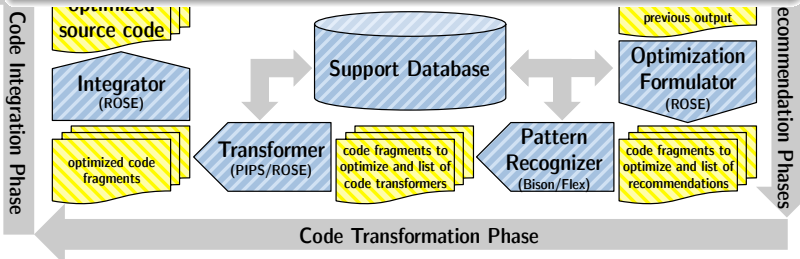 optimized
source code
previous output
Code Integration Phase
Integrator
(ROSE)
Support Database
Optimization
Formulator
(ROSE)
ecommendation Phases
optimized code
fragments
Transformer
(PIPS/ROSE)
code fragments to
optimize and list of
code transformers
Pattern
Recognizer
(Bison/Flex)
code fragments to
optimize and list of
recommendations
Code Transformation Phase